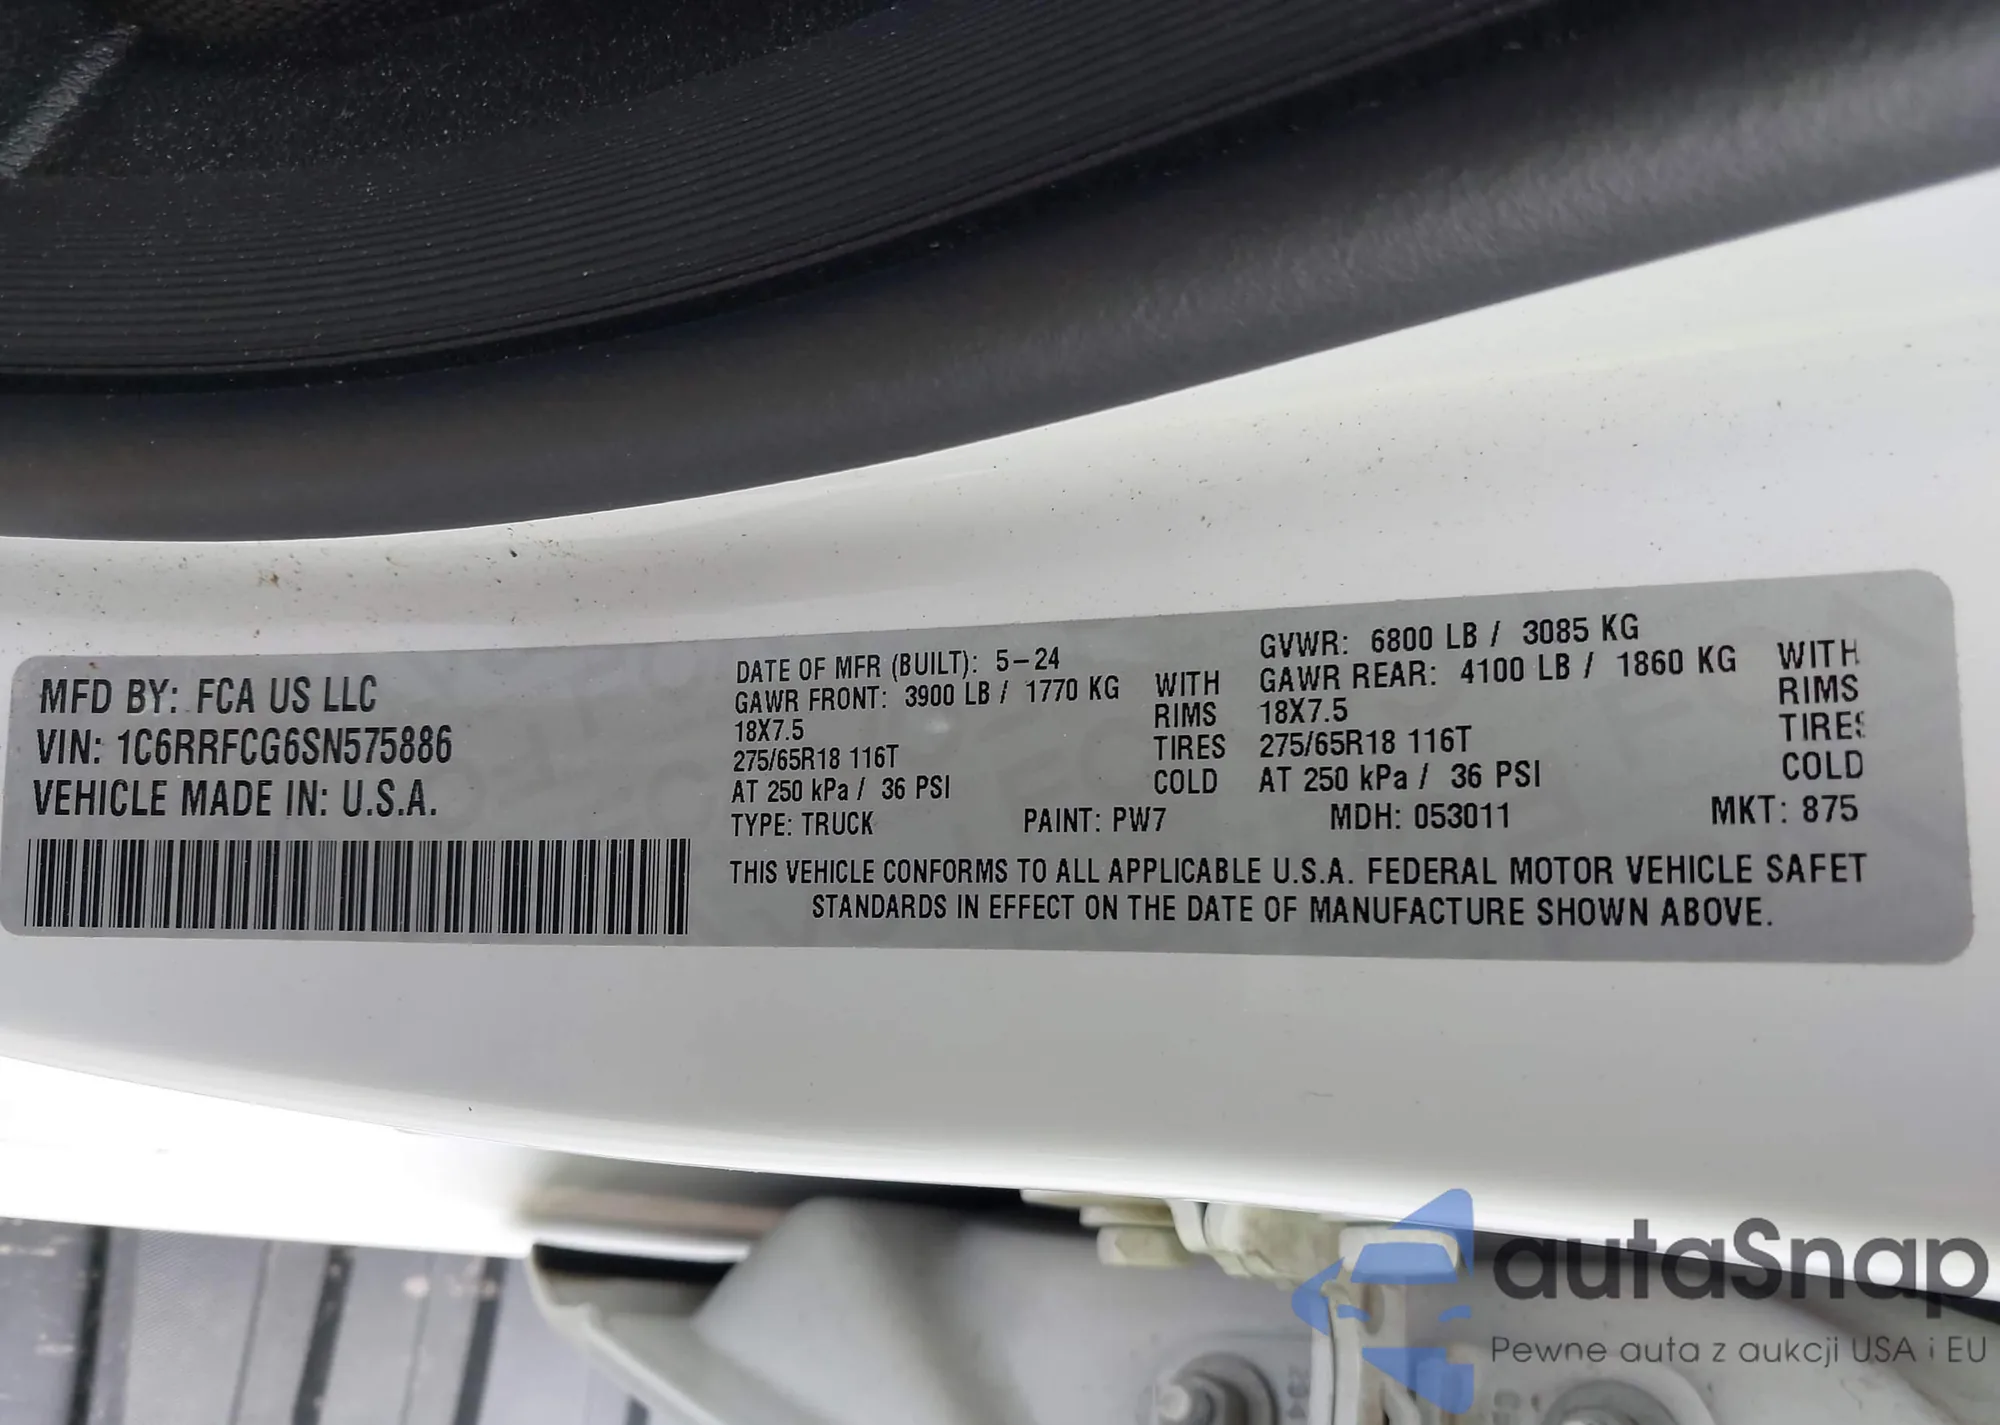 MFD BY: FCA US LLC
VIN: 1C6RRFCG6SN575886
VEHICLE MADE IN: U.S.A.
DATE OF MFR (BUILT): 5-24
GAWR FRONT: 3900 LB / 1770 KG WITH
18X7.5 RIMS
275/65R18 116T TIRES
AT 250 kPa / 36 PSI COLD
GVWR: 6800 LB / 3085 KG
GAWR REAR: 4100 LB / 1860 KG WITH
18X7.5 RIMS
275/65R18 116T TIRES
AT 250 kPa / 36 PSI COLD
TYPE: TRUCK PAINT: PW7 MDH: 053011 MKT: 875
THIS VEHICLE CONFORMS TO ALL APPLICABLE U.S.A. FEDERAL MOTOR VEHICLE SAFET
STANDARDS IN EFFECT ON THE DATE OF MANUFACTURE SHOWN ABOVE.
autaSnap
Pewne auta z aukcji USA i EU